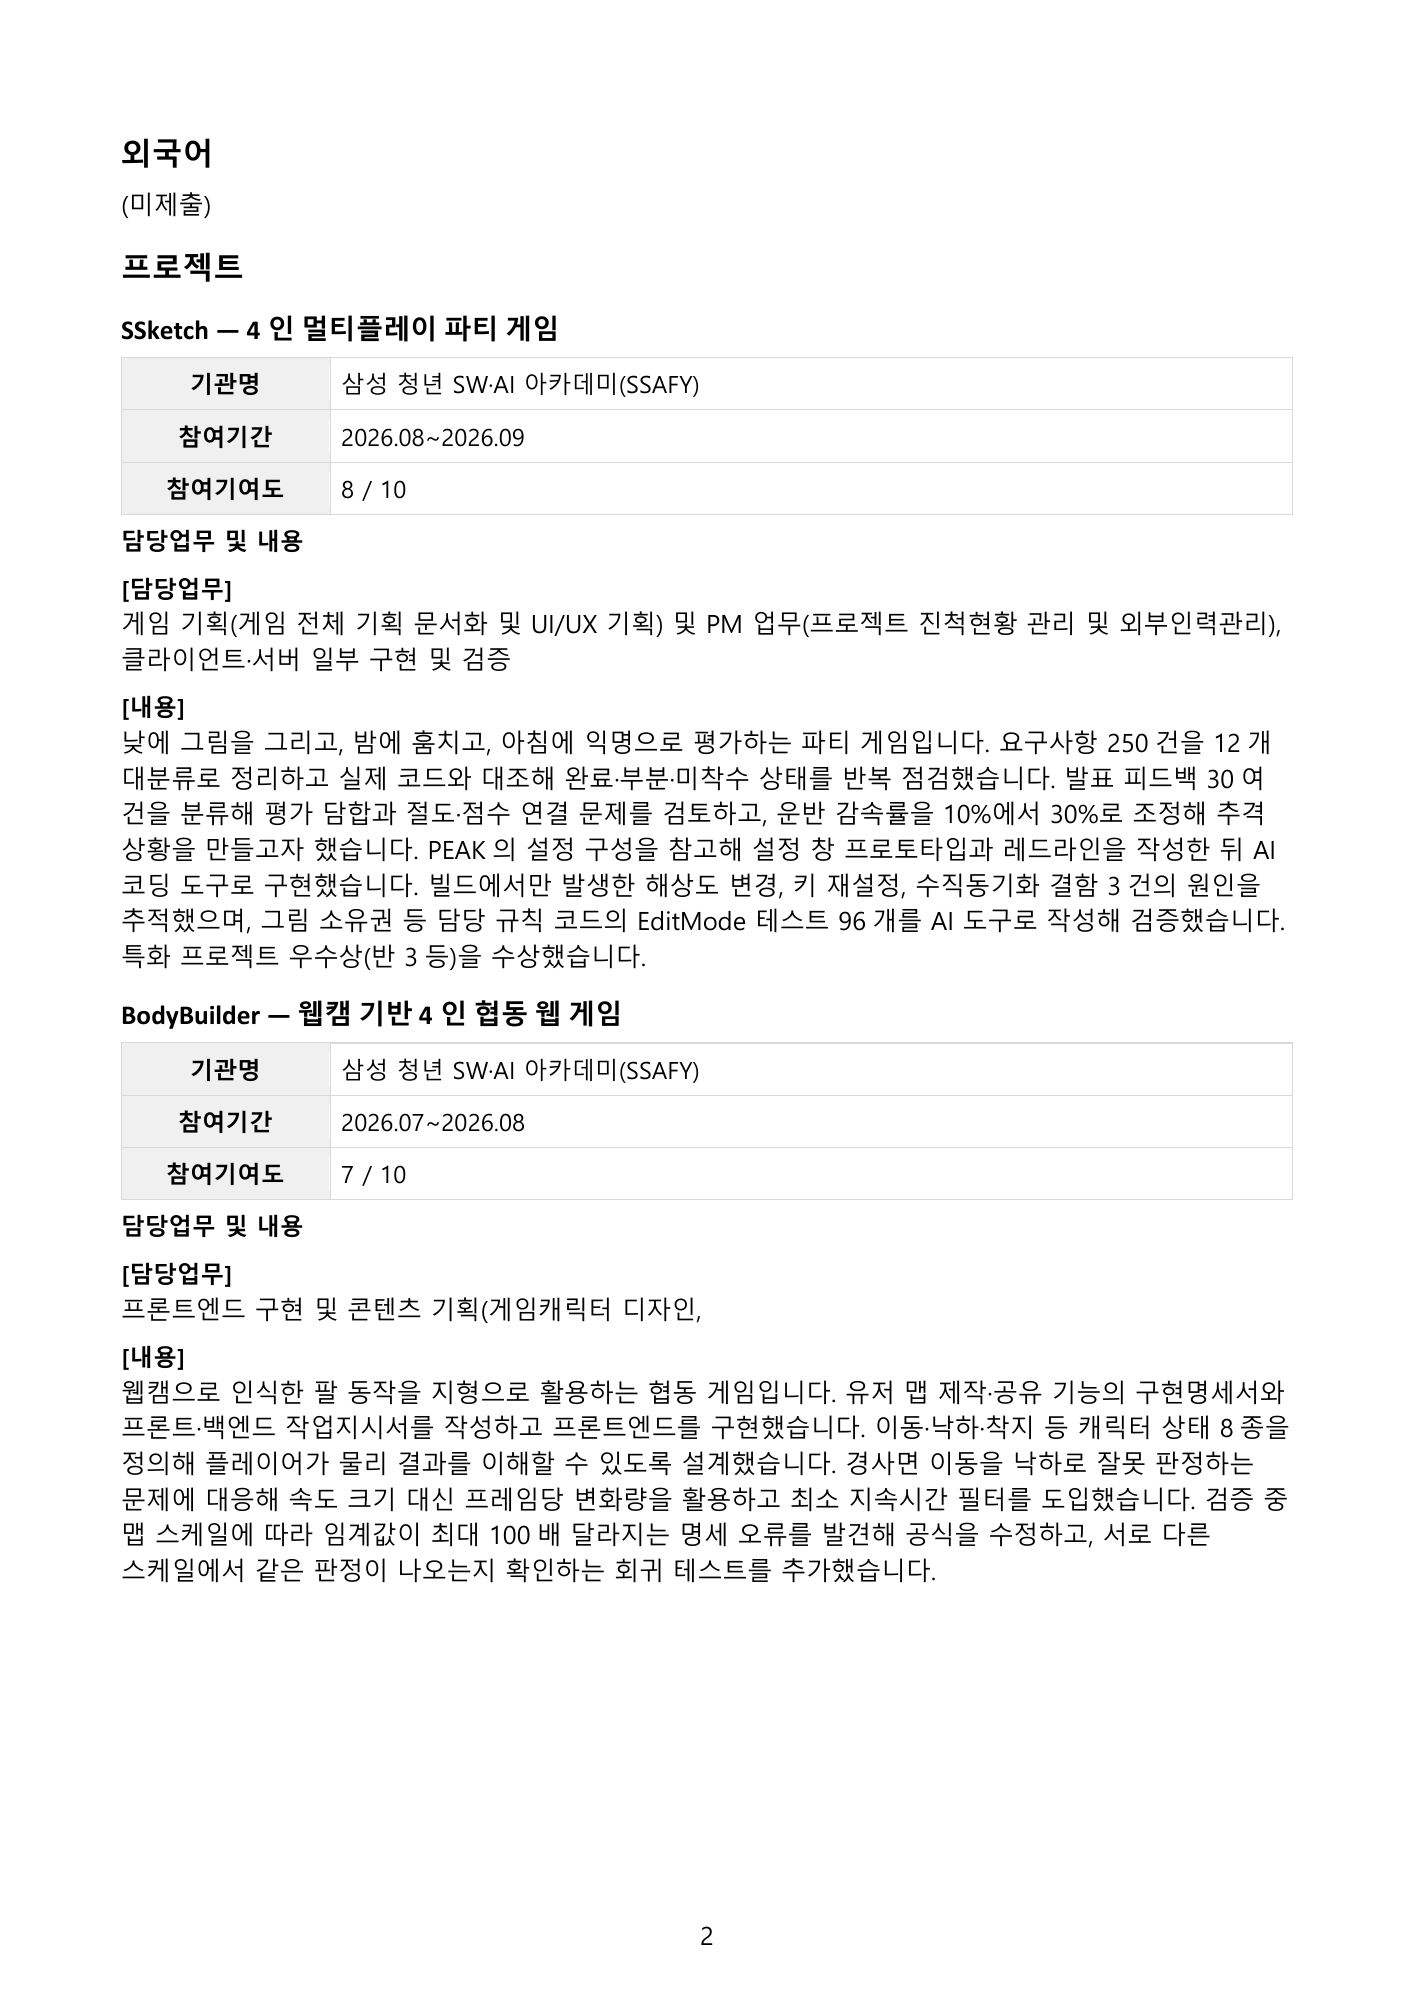 외국어
(미제출)
프로젝트
SSketch — 4 인 멀티플레이 파티 게임
기관명 삼성 청년 SW·AI 아카데미(SSAFY)
참여기간 2026.08~2026.09
참여기여도 8 / 10
담당업무 및 내용
[담당업무]
게임 기획(게임 전체 기획 문서화 및 UI/UX 기획) 및 PM 업무(프로젝트 진척현황 관리 및 외부인력관리),
클라이언트·서버 일부 구현 및 검증
[내용]
낮에 그림을 그리고, 밤에 훔치고, 아침에 익명으로 평가하는 파티 게임입니다. 요구사항 250 건을 12 개
대분류로 정리하고 실제 코드와 대조해 완료·부분·미착수 상태를 반복 점검했습니다. 발표 피드백 30 여
건을 분류해 평가 담합과 절도·점수 연결 문제를 검토하고, 운반 감속률을 10%에서 30%로 조정해 추격
상황을 만들고자 했습니다. PEAK 의 설정 구성을 참고해 설정 창 프로토타입과 레드라인을 작성한 뒤 AI
코딩 도구로 구현했습니다. 빌드에서만 발생한 해상도 변경, 키 재설정, 수직동기화 결함 3 건의 원인을
추적했으며, 그림 소유권 등 담당 규칙 코드의 EditMode 테스트 96 개를 AI 도구로 작성해 검증했습니다.
특화 프로젝트 우수상(반 3 등)을 수상했습니다.
BodyBuilder — 웹캠 기반 4 인 협동 웹 게임
기관명 삼성 청년 SW·AI 아카데미(SSAFY)
참여기간 2026.07~2026.08
참여기여도 7 / 10
담당업무 및 내용
[담당업무]
프론트엔드 구현 및 콘텐츠 기획(게임캐릭터 디자인,
[내용]
웹캠으로 인식한 팔 동작을 지형으로 활용하는 협동 게임입니다. 유저 맵 제작·공유 기능의 구현명세서와
프론트·백엔드 작업지시서를 작성하고 프론트엔드를 구현했습니다. 이동·낙하·착지 등 캐릭터 상태 8 종을
정의해 플레이어가 물리 결과를 이해할 수 있도록 설계했습니다. 경사면 이동을 낙하로 잘못 판정하는
문제에 대응해 속도 크기 대신 프레임당 변화량을 활용하고 최소 지속시간 필터를 도입했습니다. 검증 중
맵 스케일에 따라 임계값이 최대 100 배 달라지는 명세 오류를 발견해 공식을 수정하고, 서로 다른
스케일에서 같은 판정이 나오는지 확인하는 회귀 테스트를 추가했습니다.
2